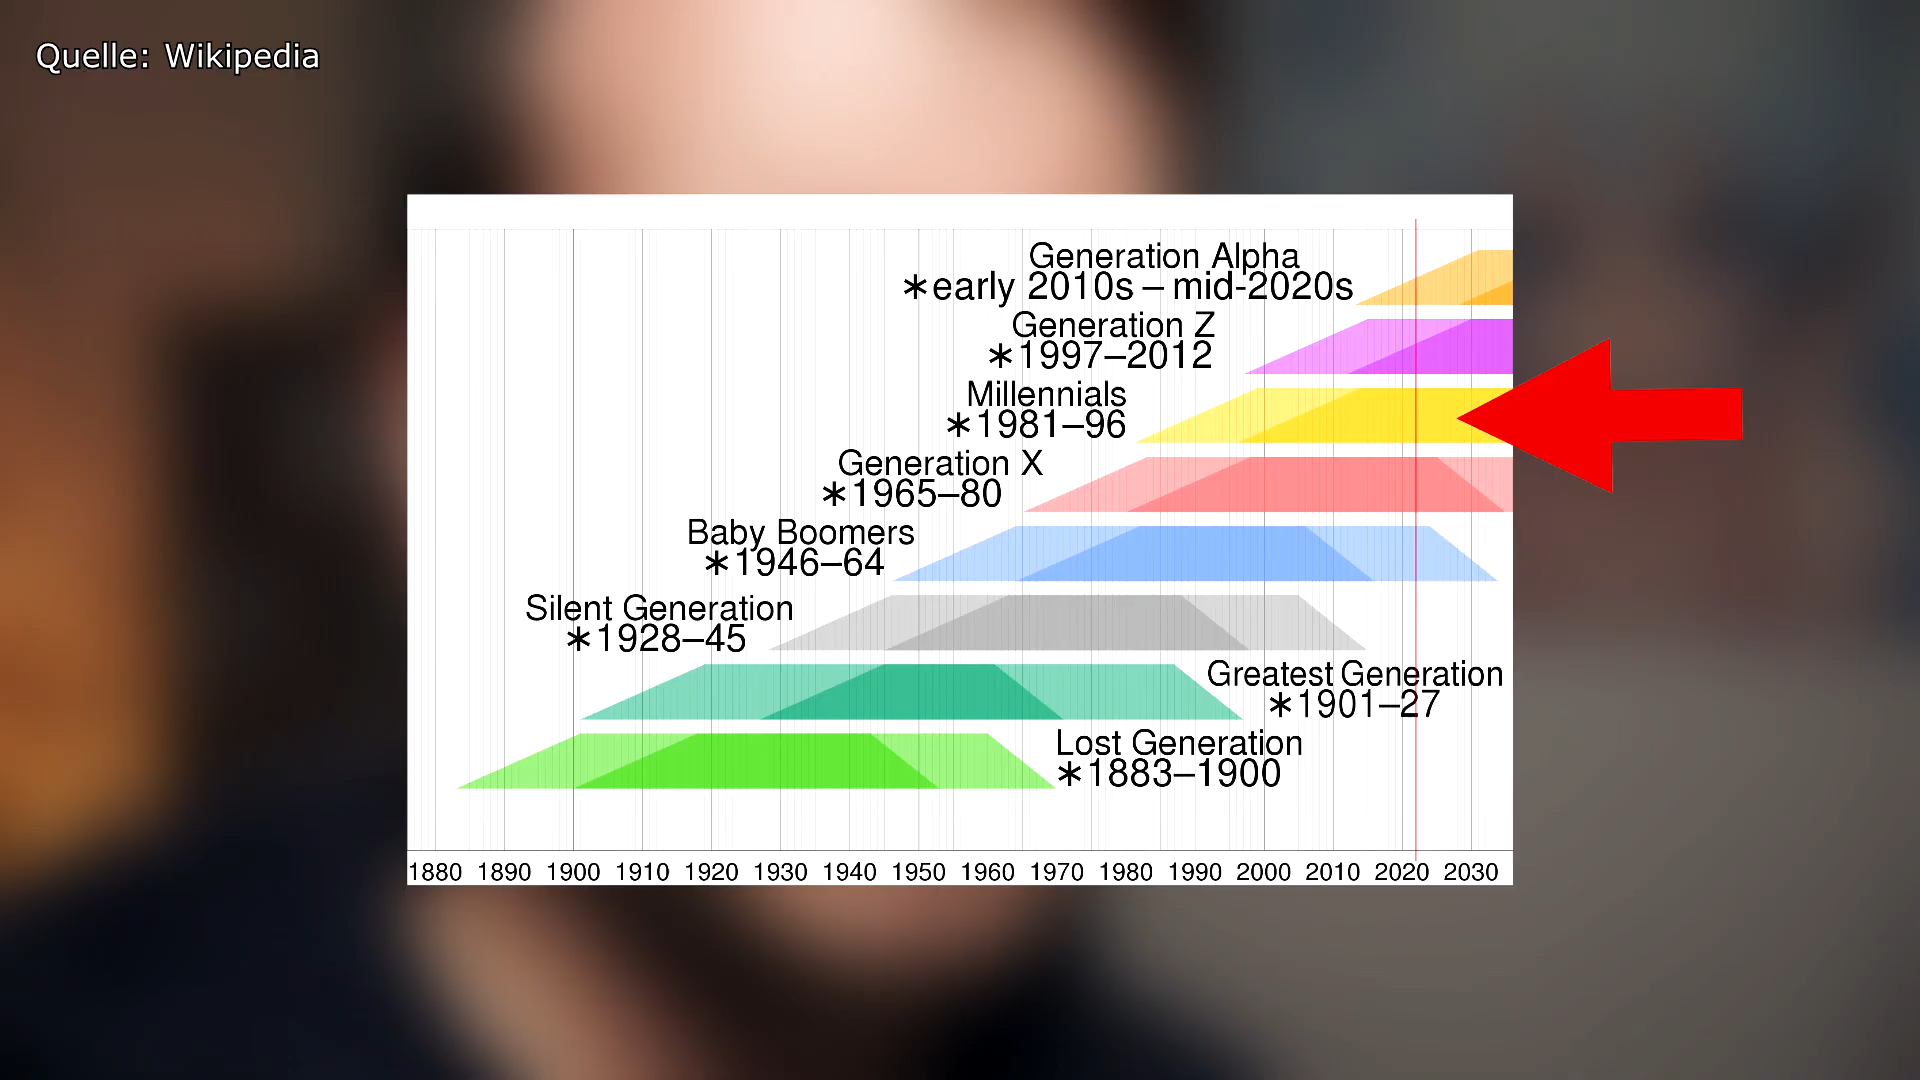 Quelle: Wikipedia
Generation Alpha
*early 2010s – mid-2020s
Generation Z
*1997–2012
Millennials
*1981–96
Generation X
*1965–80
Baby Boomers
*1946–64
Silent Generation
*1928–45
Greatest Generation
*1901–27
Lost Generation
*1883–1900
1880 1890 1900 1910 1920 1930 1940 1950 1960 1970 1980 1990 2000 2010 2020 2030